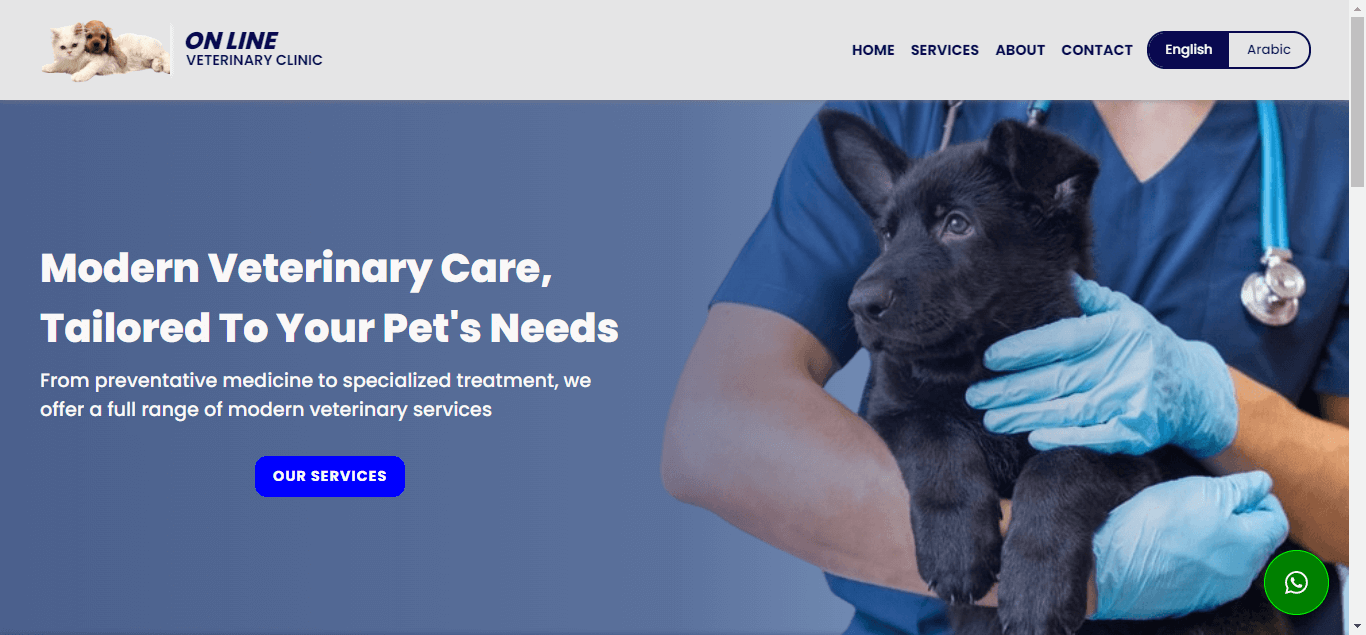 ON LINE
VETERINARY CLINIC
HOME SERVICES ABOUT CONTACT English Arabic
Modern Veterinary Care,
Tailored To Your Pet's Needs
From preventative medicine to specialized treatment, we
offer a full range of modern veterinary services
OUR SERVICES